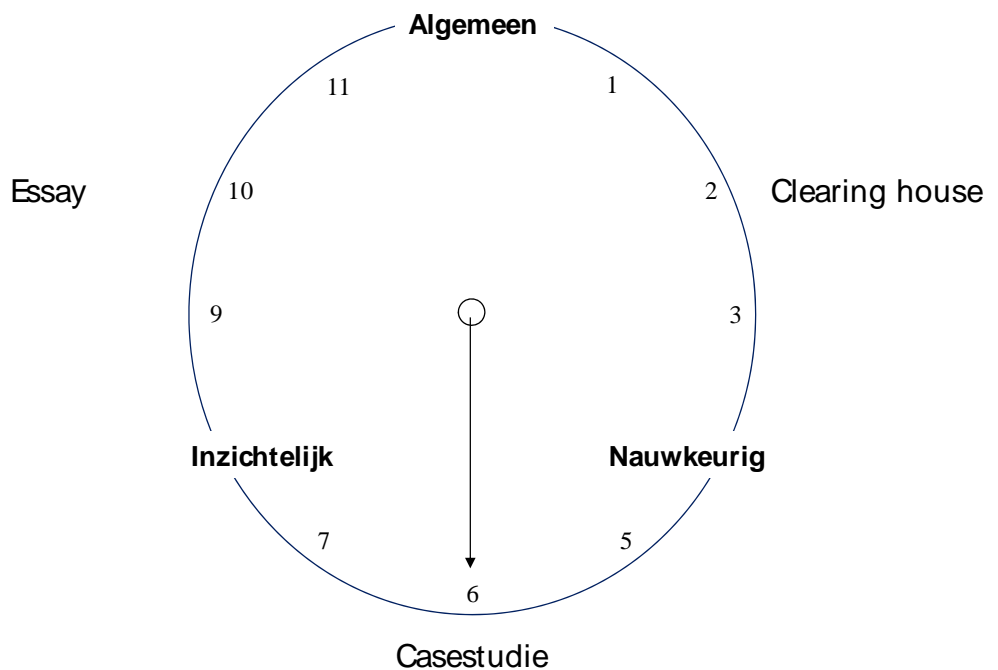 Algemeen
11
1
Essay
10
2
Clearing house
9
3
Inzichtelijk
Nauwkeurig
7
5
6
Casestudie